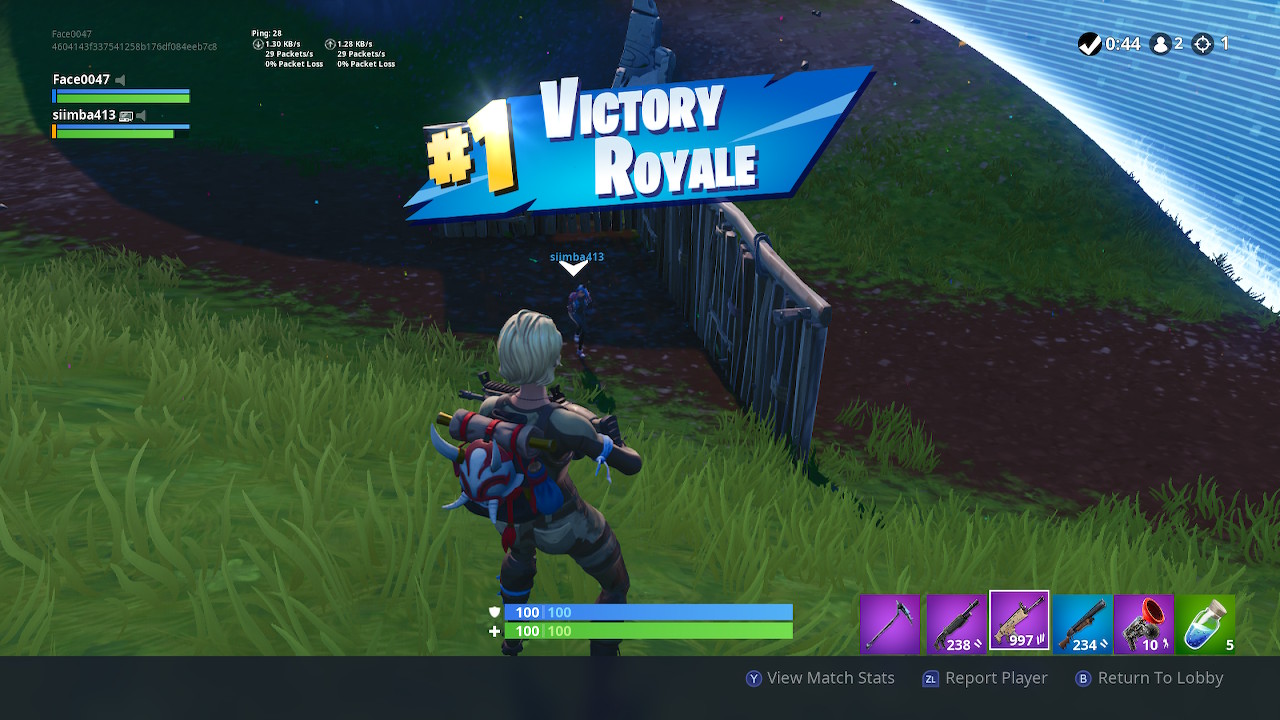 Face0047
4604143f337541258b176df084eeb7c8
Ping: 28
1.30 KB/s 1.28 KB/s
29 Packets/s 29 Packets/s
0% Packet Loss 0% Packet Loss
0:44 2 1
Face0047
siimba413
#1 VICTORY
ROYALE
siimba413
100 | 100
100 | 100
238 997 234 10 5
Y View Match Stats ZL Report Player B Return To Lobby